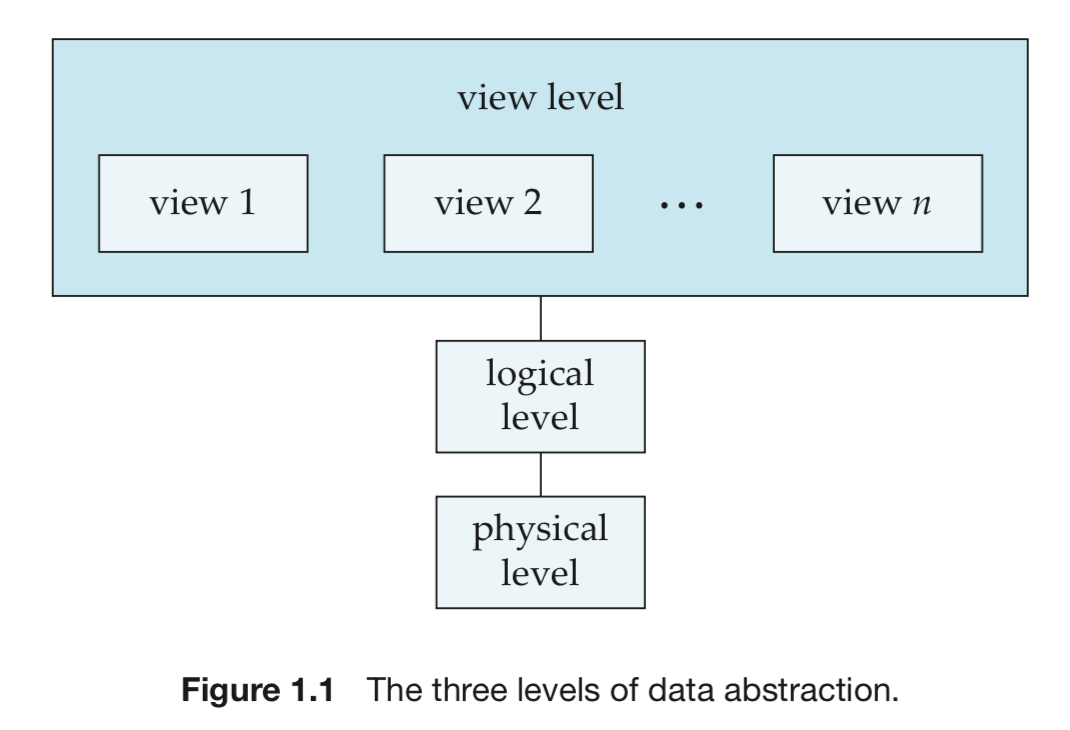 view level
view 1 view 2 ... view n
logical
level
physical
level
Figure 1.1 The three levels of data abstraction.